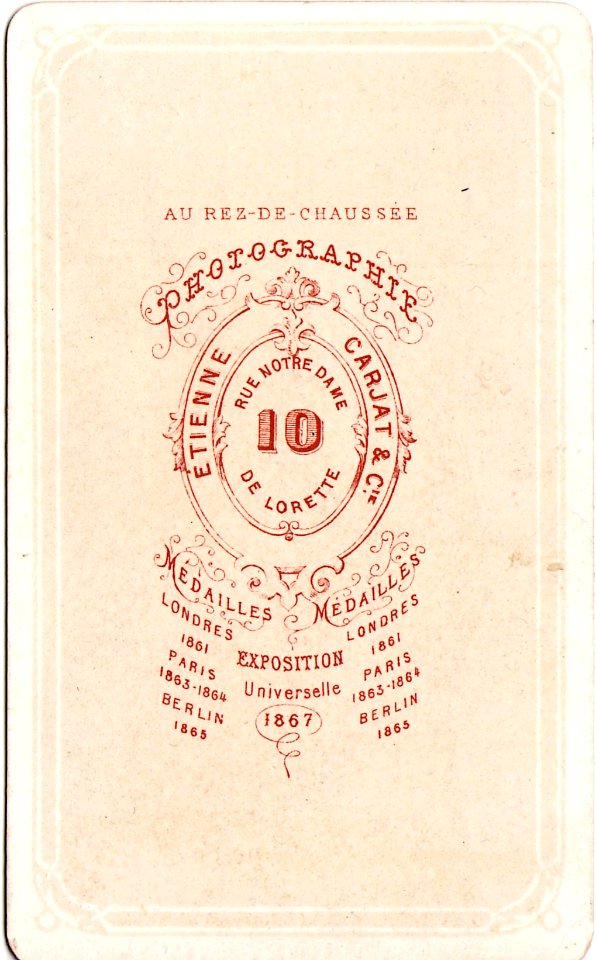 AU REZ-DE-CHAUSSÉE
PHOTOGRAPHIE
ÉTIENNE CARJAT & CIE
RUE NOTRE DAME
10
DE LORETTE
MÉDAILLES
LONDRES
1861
PARIS
1863-1864
BERLIN
1865
EXPOSITION
Universelle
1867
MÉDAILLES
LONDRES
1861
PARIS
1863-1864
BERLIN
1865